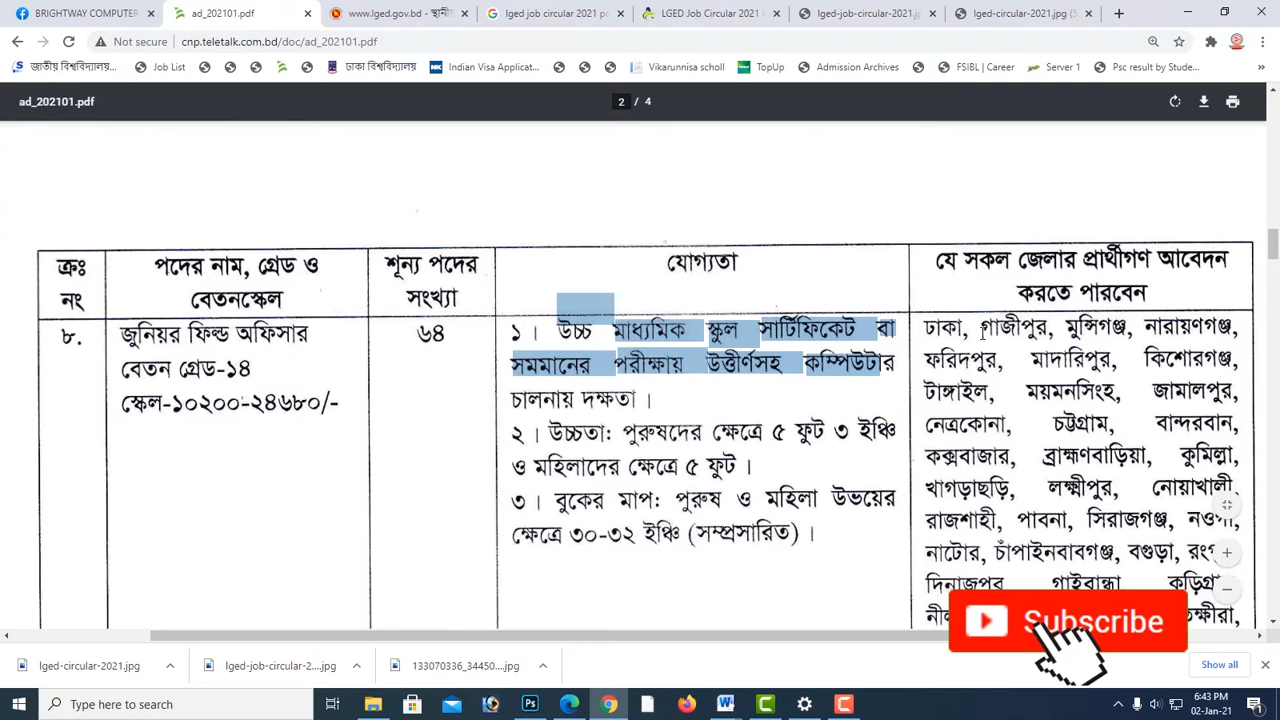 BRIGHTWAY COMPUTER
ad_202101.pdf
www.lged.gov.bd - স্থানী
lged job circular 2021 pc
LGED Job Circular 2021
lged-job-circular-2021.jp
lged-circular-2021.jpg (5
Not secure
cnp.teletalk.com.bd/doc/ad_202101.pdf
জাতীয় বিশ্ববিদ্যালয়...
Job List
ঢাকা বিশ্ববিদ্যালয়
Indian Visa Applicat...
Vikarunnisa scholl
TopUp
Admission Archives
FSIBL | Career
Server 1
Psc result by Stude...
ad_202101.pdf
2 / 4
ক্রঃ নং
পদের নাম, গ্রেড ও বেতনস্কেল
শূন্য পদের সংখ্যা
যোগ্যতা
যে সকল জেলার প্রার্থীগণ আবেদন করতে পারবেন
৮.
জুনিয়র ফিল্ড অফিসার
বেতন গ্রেড-১৪
স্কেল-১০২০০-২৪৬৮০/-
৬৪
১। উচ্চ মাধ্যমিক স্কুল সার্টিফিকেট বা
সমমানের পরীক্ষায় উত্তীর্ণসহ কম্পিউটার
চালনায় দক্ষতা।
২। উচ্চতা: পুরুষদের ক্ষেত্রে ৫ ফুট ৩ ইঞ্চি
ও মহিলাদের ক্ষেত্রে ৫ ফুট।
৩। বুকের মাপ: পুরুষ ও মহিলা উভয়ের
ক্ষেত্রে ৩০-৩২ ইঞ্চি (সম্প্রসারিত)।
ঢাকা, গাজীপুর, মুন্সিগঞ্জ, নারায়ণগঞ্জ,
ফরিদপুর, মাদারিপুর, কিশোরগঞ্জ,
টাঙ্গাইল, ময়মনসিংহ, জামালপুর,
নেত্রকোনা, চট্টগ্রাম, বান্দরবান,
কক্সবাজার, ব্রাহ্মণবাড়িয়া, কুমিল্লা,
খাগড়াছড়ি, লক্ষ্মীপুর, নোয়াখালী,
রাজশাহী, পাবনা, সিরাজগঞ্জ,
নাটোর, চাঁপাইনবাবগঞ্জ, বগুড়া,
দিনাজপুর গাইবান্ধা
Subscribe
lged-circular-2021.jpg
lged-job-circular-2....jpg
133070336_34450....jpg
Show all
Type here to search
6:43 PM
02-Jan-21